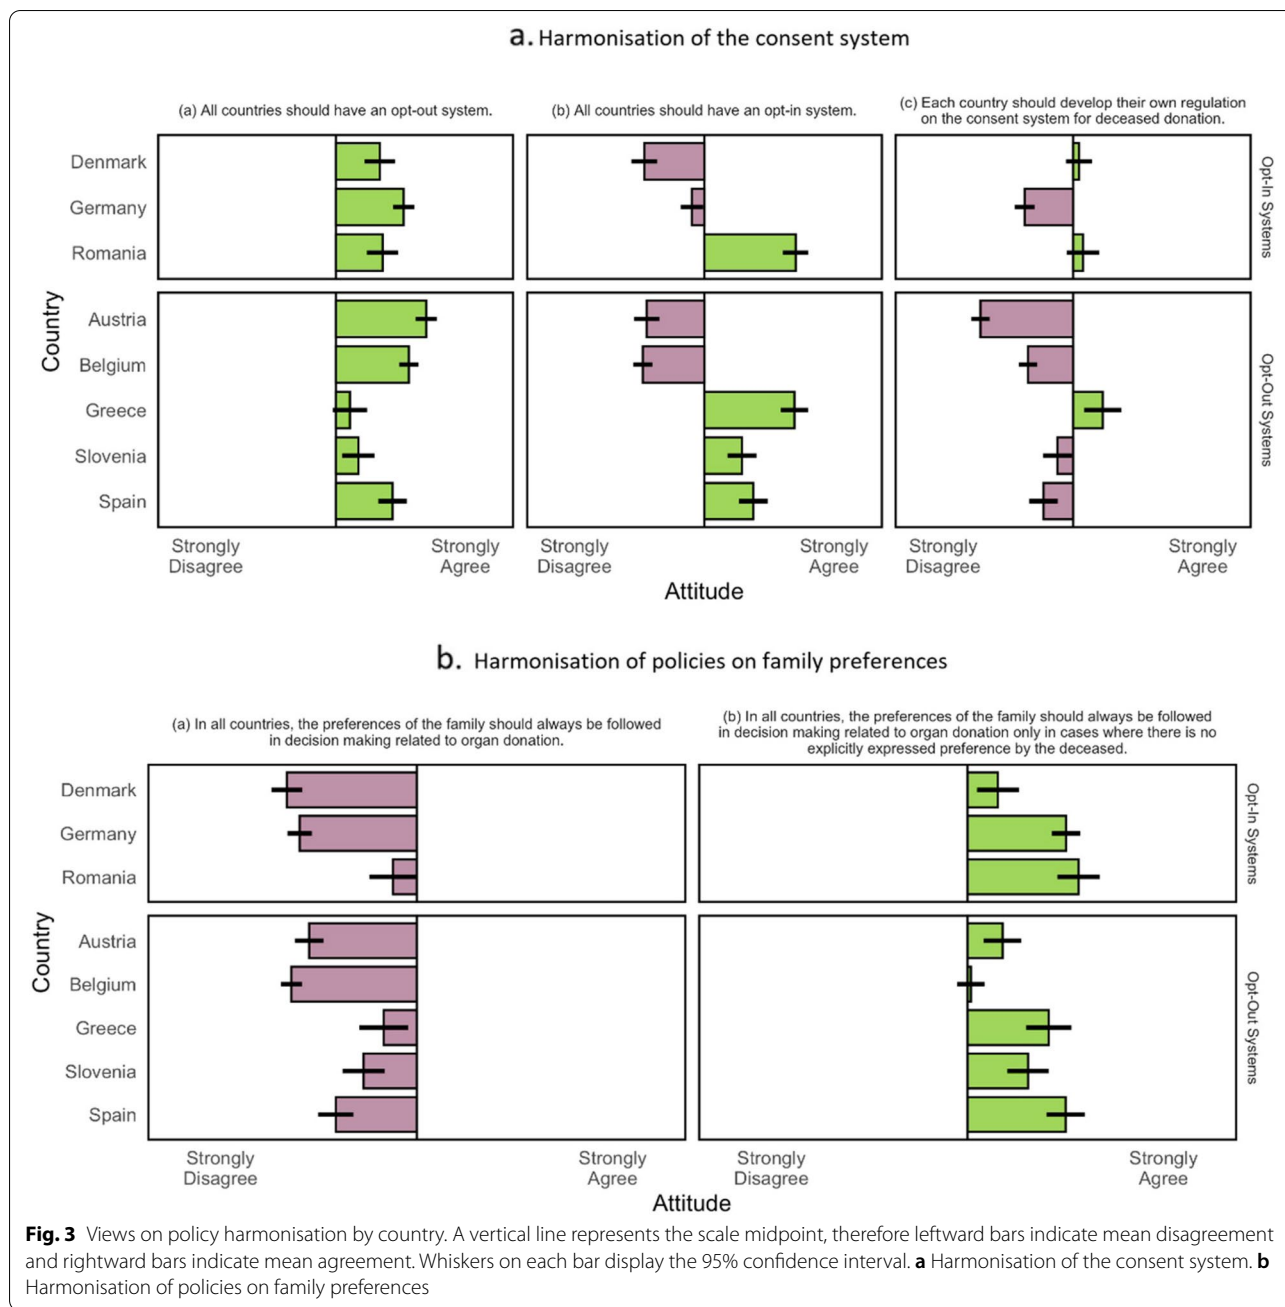 a. Harmonisation of the consent system
(a) All countries should have an opt-out system.
(b) All countries should have an opt-in system.
(c) Each country should develop their own regulation
on the consent system for deceased donation.
Denmark
Germany
Romania
Opt-In Systems
Country
Austria
Belgium
Greece
Slovenia
Spain
Opt-Out Systems
Strongly
Disagree
Strongly
Agree
Strongly
Disagree
Strongly
Agree
Strongly
Disagree
Strongly
Agree
Attitude
b. Harmonisation of policies on family preferences
(a) In all countries, the preferences of the family should always be followed
in decision making related to organ donation.
(b) In all countries, the preferences of the family should always be followed
in decision making related to organ donation only in cases where there is no
explicitly expressed preference by the deceased.
Denmark
Germany
Romania
Opt-In Systems
Country
Austria
Belgium
Greece
Slovenia
Spain
Opt-Out Systems
Strongly
Disagree
Strongly
Agree
Strongly
Disagree
Strongly
Agree
Attitude
Fig. 3 Views on policy harmonisation by country. A vertical line represents the scale midpoint, therefore leftward bars indicate mean disagreement
and rightward bars indicate mean agreement. Whiskers on each bar display the 95% confidence interval. a Harmonisation of the consent system. b
Harmonisation of policies on family preferences